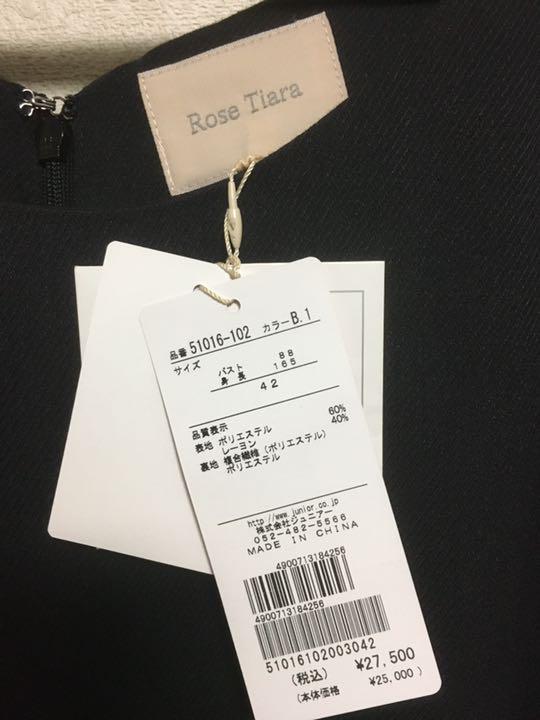 Rose Tiara
品番 51016-102 カラーB.1
サイズ
バスト 88
身長 165
42
品質表示
表地 ポリエステル 60%
レーヨン 40%
裏地 複合繊維(ポリエステル)
ポリエステル
http://www.junior.co.jp
株式会社ジュニアー
052-482-5566
MADE IN CHINA
4900713184256
4900713184256
51016102003042
(税込) ¥27,500
(本体価格 ¥25,000)